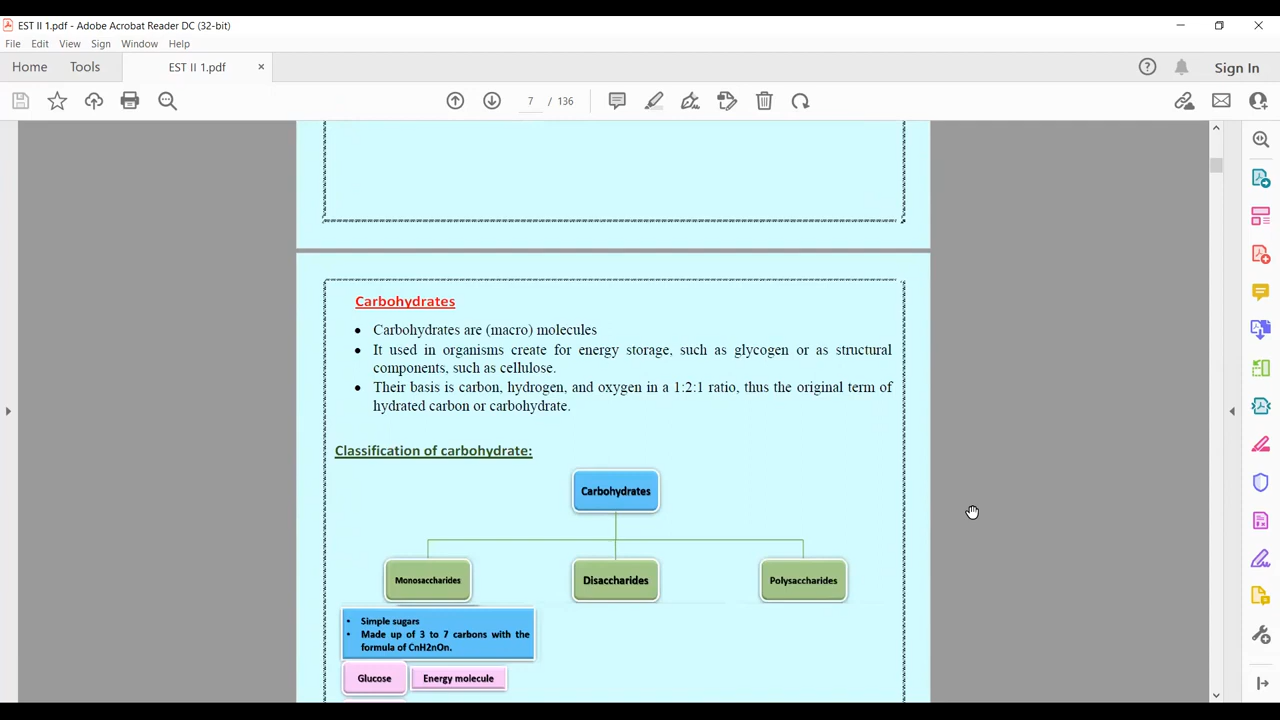 EST II 1.pdf - Adobe Acrobat Reader DC (32-bit)
File Edit View Sign Window Help
Home Tools EST II 1.pdf × Sign In
7 / 136
Carbohydrates
• Carbohydrates are (macro) molecules
• It used in organisms create for energy storage, such as glycogen or as structural
components, such as cellulose.
• Their basis is carbon, hydrogen, and oxygen in a 1:2:1 ratio, thus the original term of
hydrated carbon or carbohydrate.
Classification of carbohydrate:
Carbohydrates
Monosaccharides Disaccharides Polysaccharides
• Simple sugars
• Made up of 3 to 7 carbons with the
formula of CnH2nOn.
Glucose Energy molecule